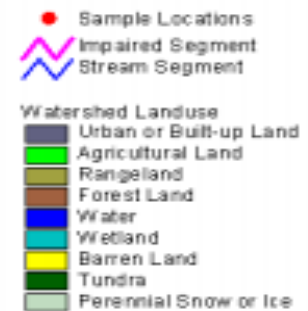 Sample Locations
Impaired Segment
Stream Segment
Watershed Landuse
Urban or Built-up Land
Agricultural Land
Rangeland
Forest Land
Water
Wetland
Barren Land
Tundra
Perennial Snow or Ice